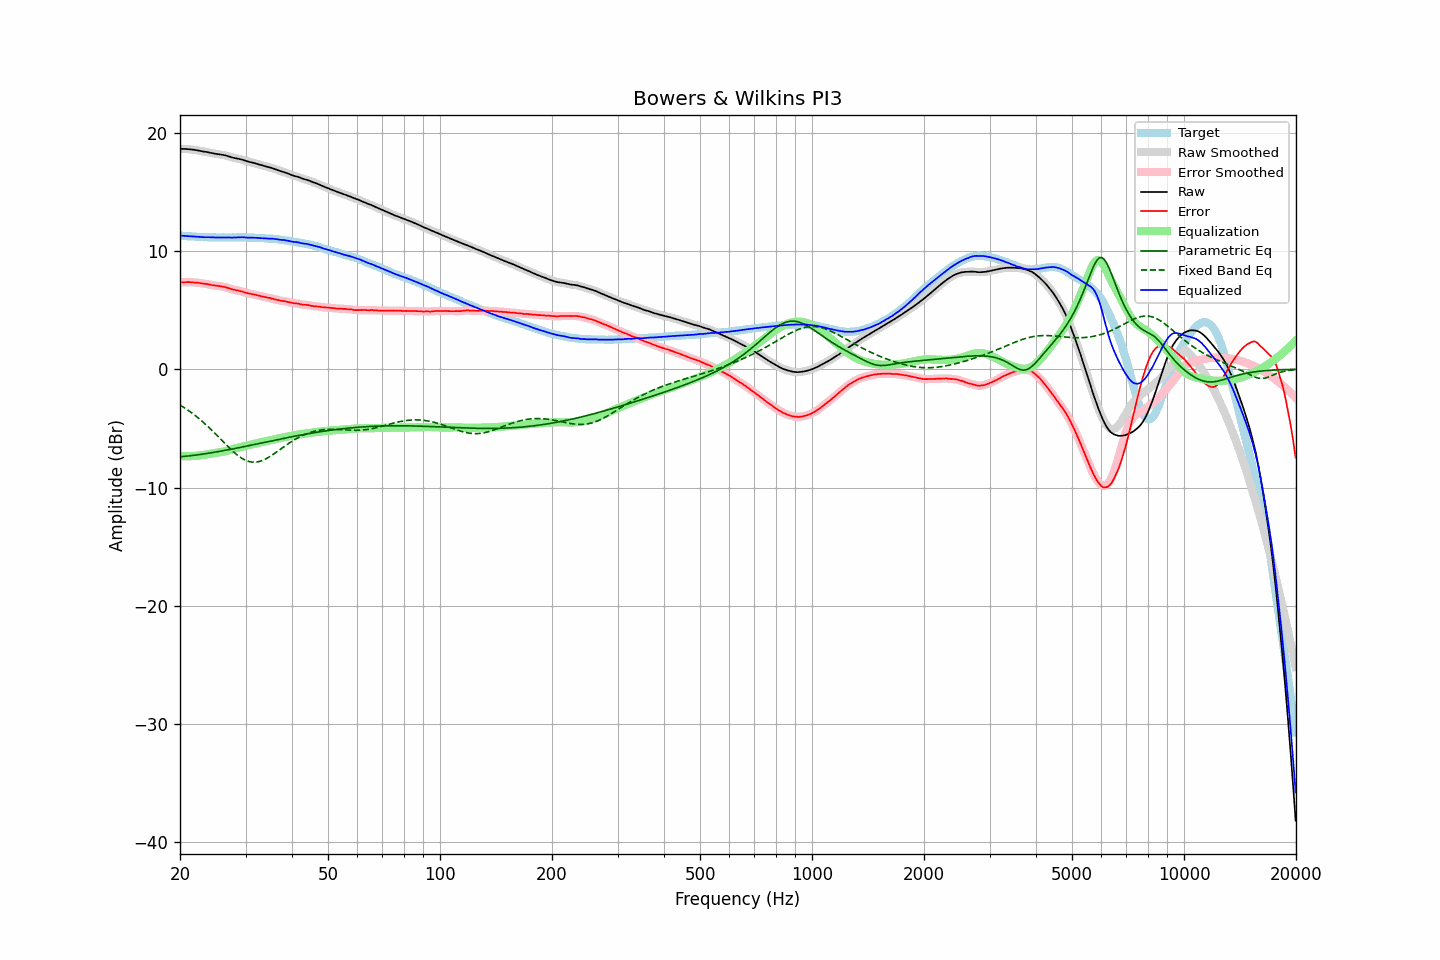 Bowers & Wilkins PI3
Target
Raw Smoothed
Error Smoothed
Raw
Error
Equalization
Parametric Eq
Fixed Band Eq
Equalized
20
10
0
−10
−20
−30
−40
Amplitude (dBr)
20
50
100
200
500
1000
2000
5000
10000
20000
Frequency (Hz)